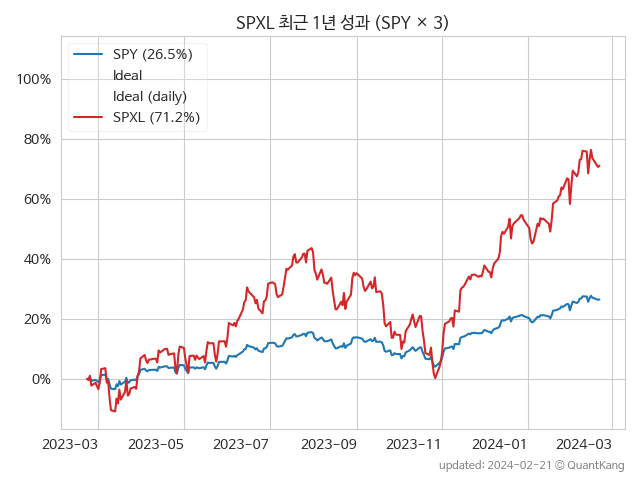 SPXL 최근 1년 성과 (SPY × 3)
SPY (26.5%)
Ideal
Ideal (daily)
SPXL (71.2%)
100%
80%
60%
40%
20%
0%
2023−03 2023−05 2023−07 2023−09 2023−11 2024−01 2024−03
updated: 2024−02−21 © QuantKang